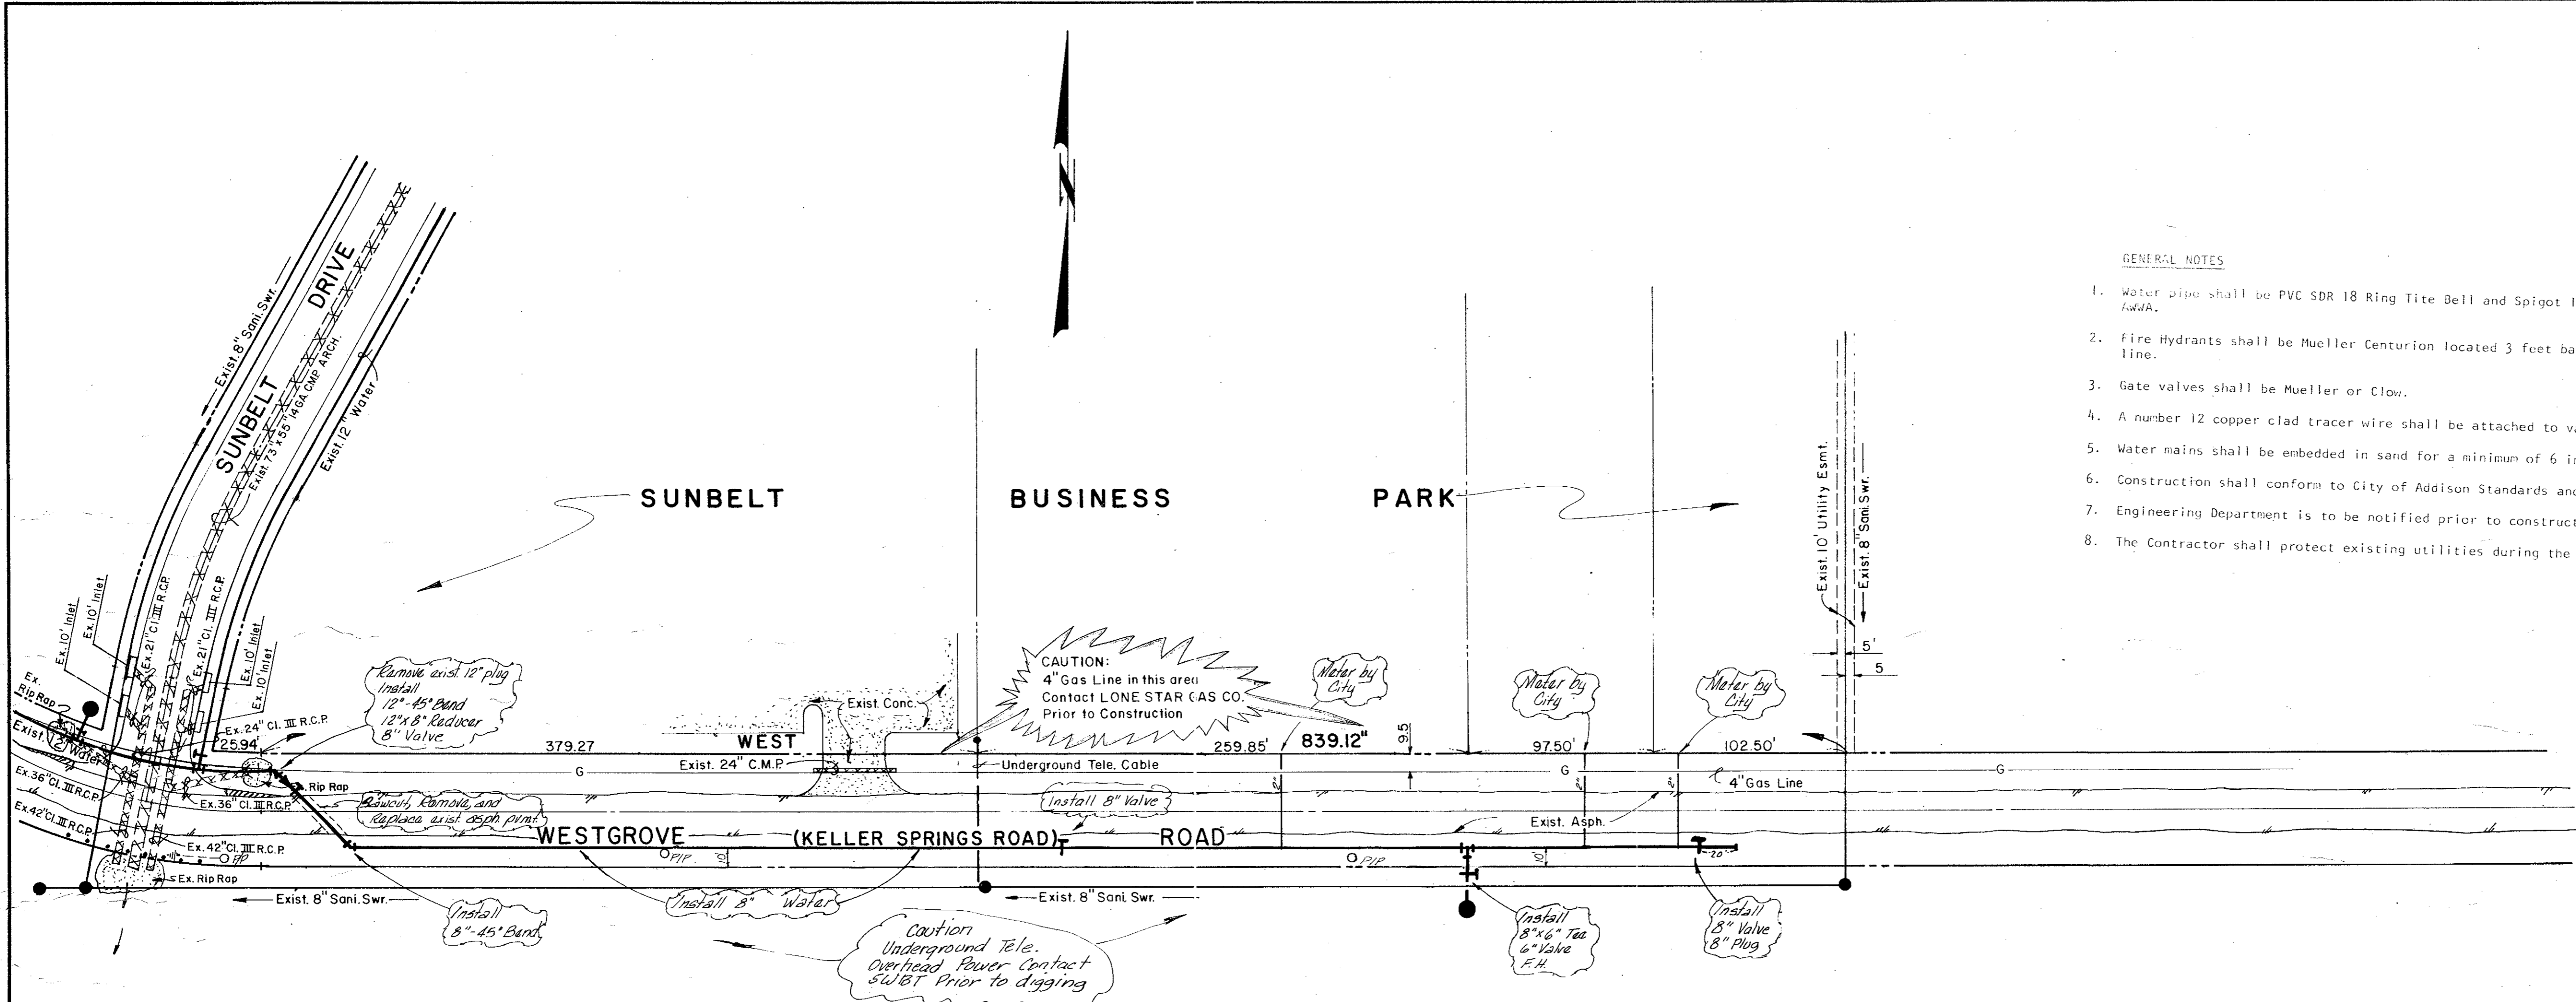 N
GENERAL NOTES
1. Water pipe shall be PVC SDR 18 Ring Tite Bell and Spigot
AWWA.
2. Fire Hydrants shall be Mueller Centurion located 3 feet ba
line.
3. Gate valves shall be Mueller or Clow.
4. A number 12 copper clad tracer wire shall be attached to v
5. Water mains shall be embedded in sand for a minimum of 6 i
6. Construction shall conform to City of Addison Standards and
7. Engineering Department is to be notified prior to construct
8. The Contractor shall protect existing utilities during the
Exist. 8" Sani. Swr.
SUNBELT DRIVE
Exist. 73" x 55" 14GA. C.M.P. ARCH.
Exist. 12" Water
SUNBELT BUSINESS PARK
Exist. 10' Utility Esmt.
Exist. 8" Sani. Swr.
5'
5
Ex. 10' Inlet
Ex. 10' Inlet
Ex. 21" Cl. III R.C.P.
Ex. 21" Cl. III R.C.P.
Ex. 10' Inlet
Ex. 10' Inlet
Ex.
Rip Rap
Exist. 12" Water
Ex. 24" Cl. III R.C.P.
25.94'
Remove exist. 12" plug
Install
12"-45° Bend
12"x 8" Reducer
8" Valve
379.27
WEST
Exist. Conc.
CAUTION:
4" Gas Line in this area
Contact LONE STAR GAS CO.
Prior to Construction
Meter by
City
Meter by
City
Meter by
City
259.85'
839.12"
9.5
97.50'
102.50'
Exist. 24" C.M.P.
Underground Tele. Cable
G
G
G
4" Gas Line
2"
2"
2"
Ex. 36" Cl. III R.C.P.
Ex. 36" Cl. III R.C.P.
Ex. Rip Rap
Sawcut, Remove, and
Replace exist. asph. pvmt.
Install 8" Valve
Exist. Asph.
Ex. 42" Cl. III R.C.P.
Ex. 42" Cl. III R.C.P.
WESTGROVE (KELLER SPRINGS ROAD) ROAD
P/P
P/P
P/P
20'
Ex. Rip Rap
Exist. 8" Sani. Swr.
Install
8"-45° Bend
Install 8" Water
Exist. 8" Sani. Swr.
Caution
Underground Tele.
Overhead Power Contact
SWBT Prior to digging
Install
8"x6" Tee
6" Valve
F.H.
Install
8" Valve
8" Plug